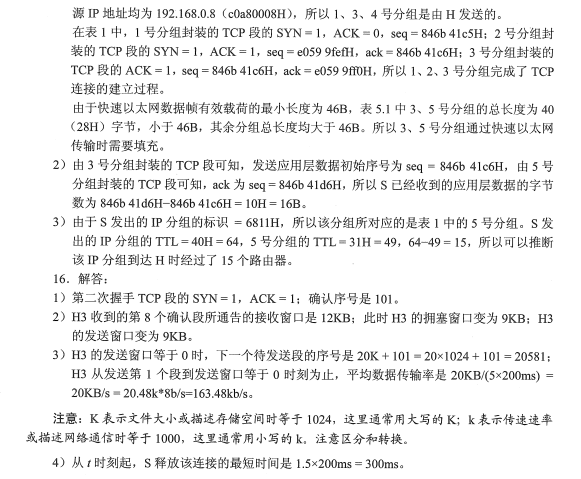 源 IP 地址均为 192.168.0.8（c0a80008H），所以 1、3、4 号分组是由 H 发送的。
在表 1 中，1 号分组封装的 TCP 段的 SYN = 1，ACK = 0，seq = 846b 41c5H；2 号分组封
装的 TCP 段的 SYN = 1，ACK = 1，seq = e059 9fefH，ack = 846b 41c6H；3 号分组封装的
TCP 段的 ACK = 1，seq = 846b 41c6H，ack = e059 9ff0H，所以 1、2、3 号分组完成了 TCP
连接的建立过程。
由于快速以太网数据帧有效载荷的最小长度为 46B，表 5.1 中 3、5 号分组的总长度为 40
（28H）字节，小于 46B，其余分组总长度均大于 46B。所以 3、5 号分组通过快速以太网
传输时需要填充。
2）由 3 号分组封装的 TCP 段可知，发送应用层数据初始序号为 seq = 846b 41c6H，由 5 号
分组封装的 TCP 段可知，ack 为 seq = 846b 41d6H，所以 S 已经收到的应用层数据的字节
数为 846b 41d6H−846b 41c6H = 10H = 16B。
3）由于 S 发出的 IP 分组的标识 = 6811H，所以该分组所对应的是表 1 中的 5 号分组。S 发
出的 IP 分组的 TTL = 40H = 64，5 号分组的 TTL = 31H = 49，64−49 = 15，所以可以推断
该 IP 分组到达 H 时经过了 15 个路由器。
16．解答：
1）第二次握手 TCP 段的 SYN = 1，ACK = 1；确认序号是 101。
2）H3 收到的第 8 个确认段所通告的接收窗口是 12KB；此时 H3 的拥塞窗口变为 9KB；H3
的发送窗口变为 9KB。
3）H3 的发送窗口等于 0 时，下一个待发送段的序号是 20K + 101 = 20×1024 + 101 = 20581；
H3 从发送第 1 个段到发送窗口等于 0 时刻为止，平均数据传输率是 20KB/(5×200ms) =
20KB/s = 20.48k*8b/s=163.48kb/s。
注意：K 表示文件大小或描述存储空间时等于 1024，这里通常用大写的 K；k 表示传速速率
或描述网络通信时等于 1000，这里通常用小写的 k。注意区分和转换。
4）从 t 时刻起，S 释放该连接的最短时间是 1.5×200ms = 300ms。